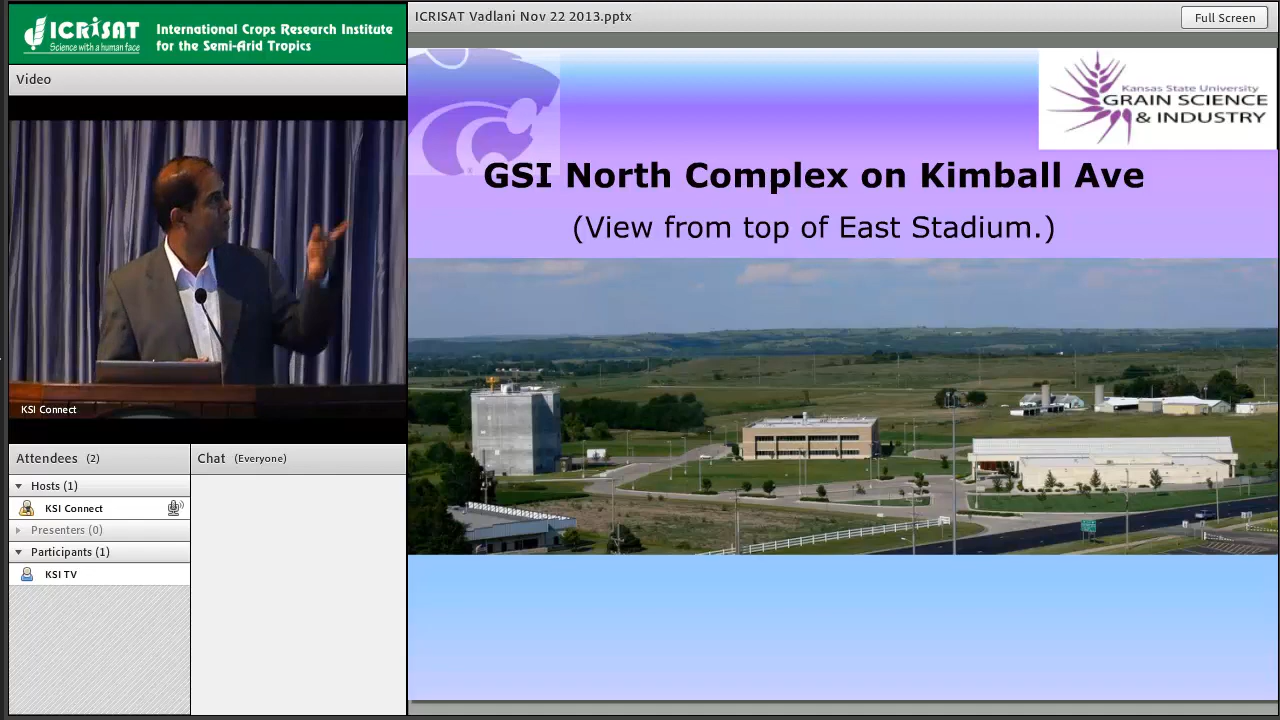 ICRISAT
Science with a human face
International Crops Research Institute
for the Semi-Arid Tropics
Video
KSI Connect
Attendees (2)
Hosts (1)
KSI Connect
Presenters (0)
Participants (1)
KSI TV
Chat (Everyone)
ICRISAT Vadlani Nov 22 2013.pptx
Full Screen
Kansas State University
GRAIN SCIENCE
& INDUSTRY
GSI North Complex on Kimball Ave
(View from top of East Stadium.)